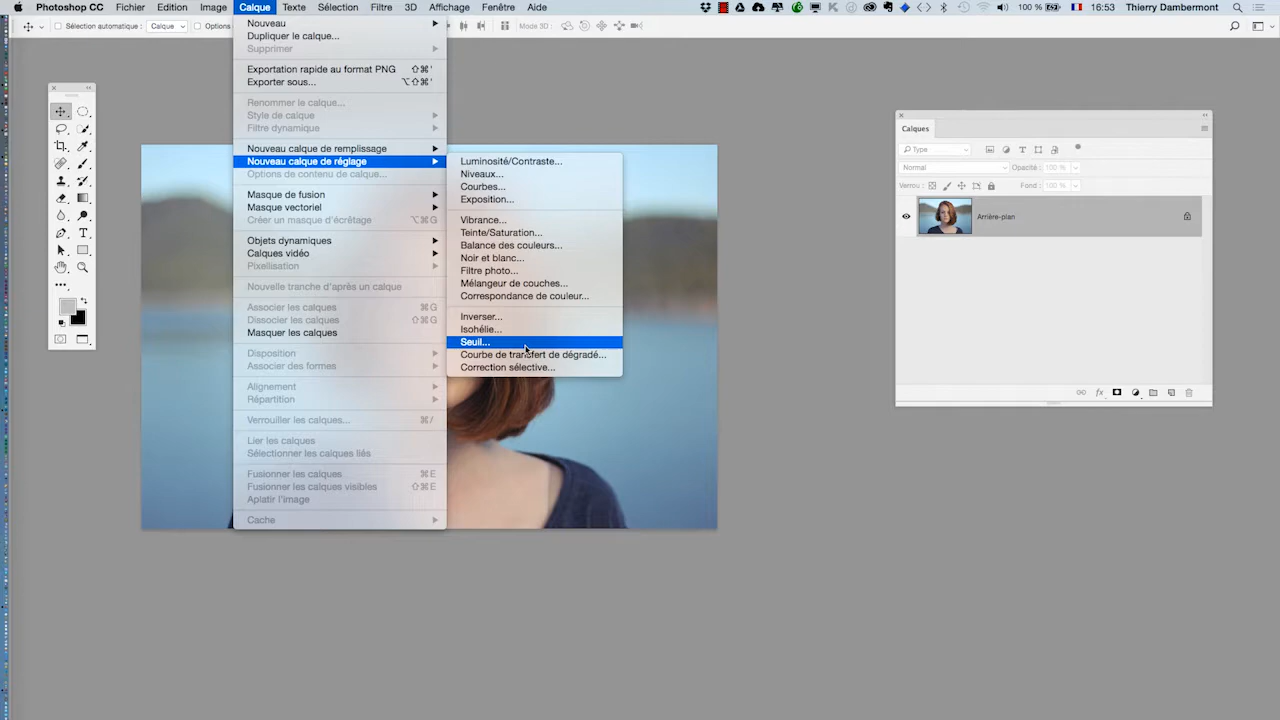 Photoshop CC Fichier Edition Image Calque Texte Sélection Filtre 3D Affichage Fenêtre Aide 100 % 16:53 Thierry Dambermont
Sélection automatique : Calque Options Mode 3D :
Nouveau
Dupliquer le calque...
Supprimer
Exportation rapide au format PNG ⇧⌘'
Exporter sous... ⌥⇧⌘'
Renommer le calque...
Style de calque
Filtre dynamique
Nouveau calque de remplissage
Nouveau calque de réglage
Options de contenu de calque...
Masque de fusion
Masque vectoriel
Créer un masque d'écrêtage ⌥⌘G
Objets dynamiques
Calques vidéo
Pixellisation
Nouvelle tranche d'après un calque
Associer les calques ⌘G
Dissocier les calques ⇧⌘G
Masquer les calques
Disposition
Associer des formes
Alignement
Répartition
Verrouiller les calques... ⌘/
Lier les calques
Sélectionner les calques liés
Fusionner les calques ⌘E
Fusionner les calques visibles ⇧⌘E
Aplatir l'image
Cache
Luminosité/Contraste...
Niveaux...
Courbes...
Exposition...
Vibrance...
Teinte/Saturation...
Balance des couleurs...
Noir et blanc...
Filtre photo...
Mélangeur de couches...
Correspondance de couleur...
Inverser...
Isohélie...
Seuil...
Courbe de transfert de dégradé...
Correction sélective...
Calques
Type
Normal Opacité : 100 %
Verrou : Fond : 100 %
Arrière-plan